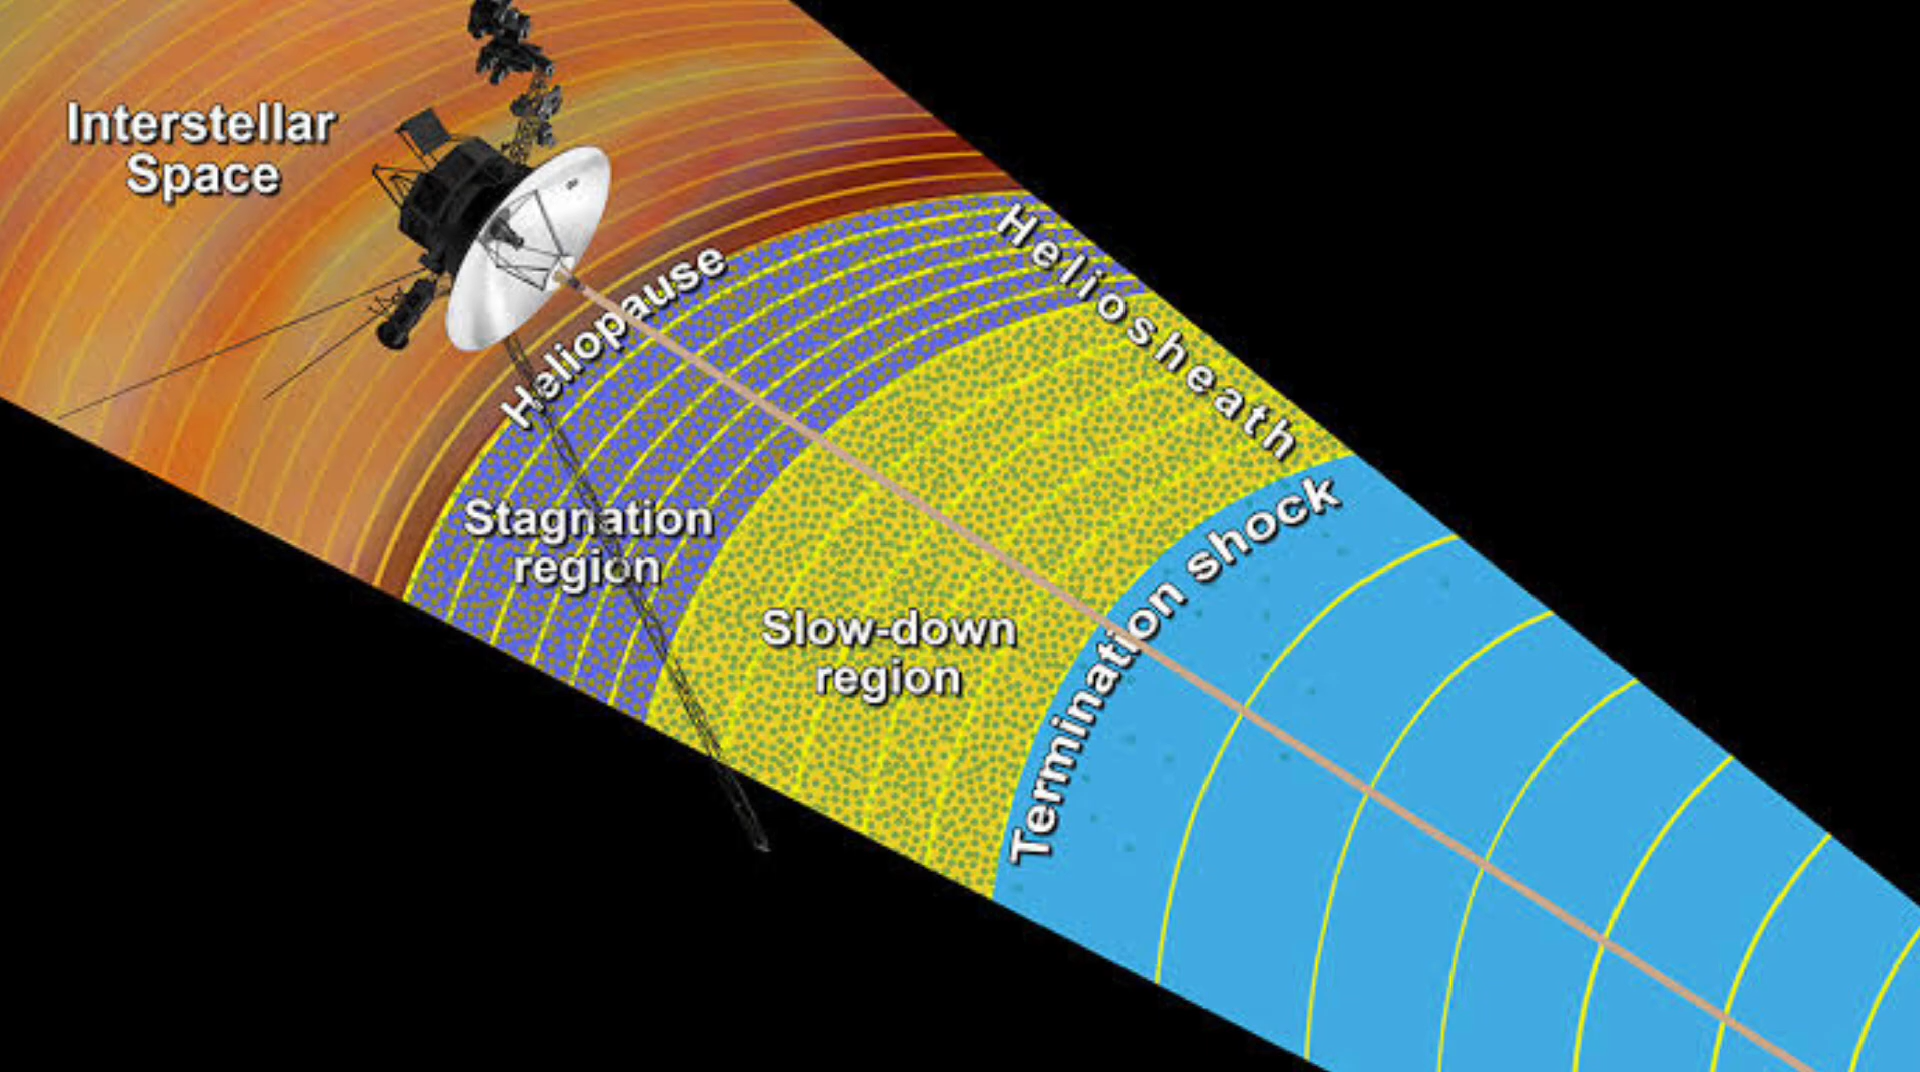 Interstellar
Space
Heliopause
Heliosheath
Stagnation
region
Slow-down
region
Termination shock